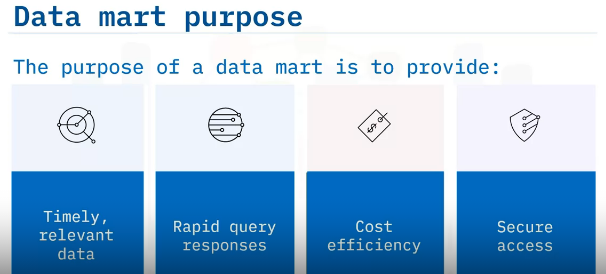 Data mart purpose
The purpose of a data mart is to provide:
Timely,
relevant
data
Rapid query
responses
Cost
efficiency
Secure
access